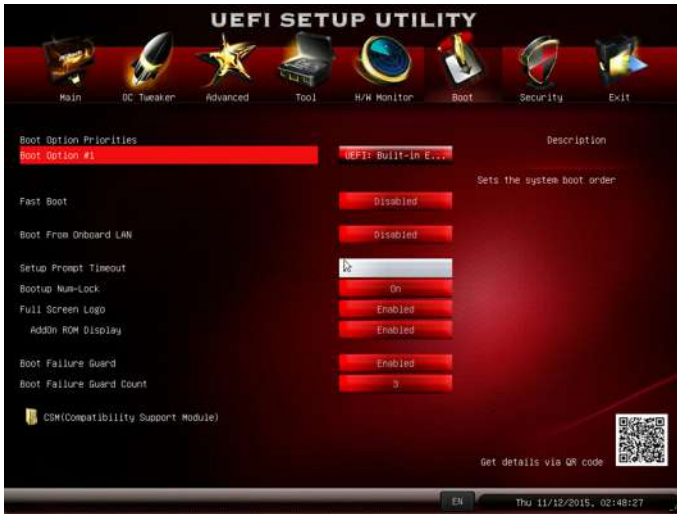 UEFI SETUP UTILITY
Main OC Tweaker Advanced Tool H/W Monitor Boot Security Exit
Boot Option Priorities
Description
Boot Option #1 UEFI: Built-in E...
Sets the system boot order
Fast Boot Disabled
Boot From Onboard LAN Disabled
Setup Prompt Timeout
Bootup Num-Lock On
Full Screen Logo Enabled
AddOn ROM Display Enabled
Boot Failure Guard Enabled
Boot Failure Guard Count 3
CSM(Compatibility Support Module)
Get details via QR code
EN Thu 11/12/2015, 02:48:27